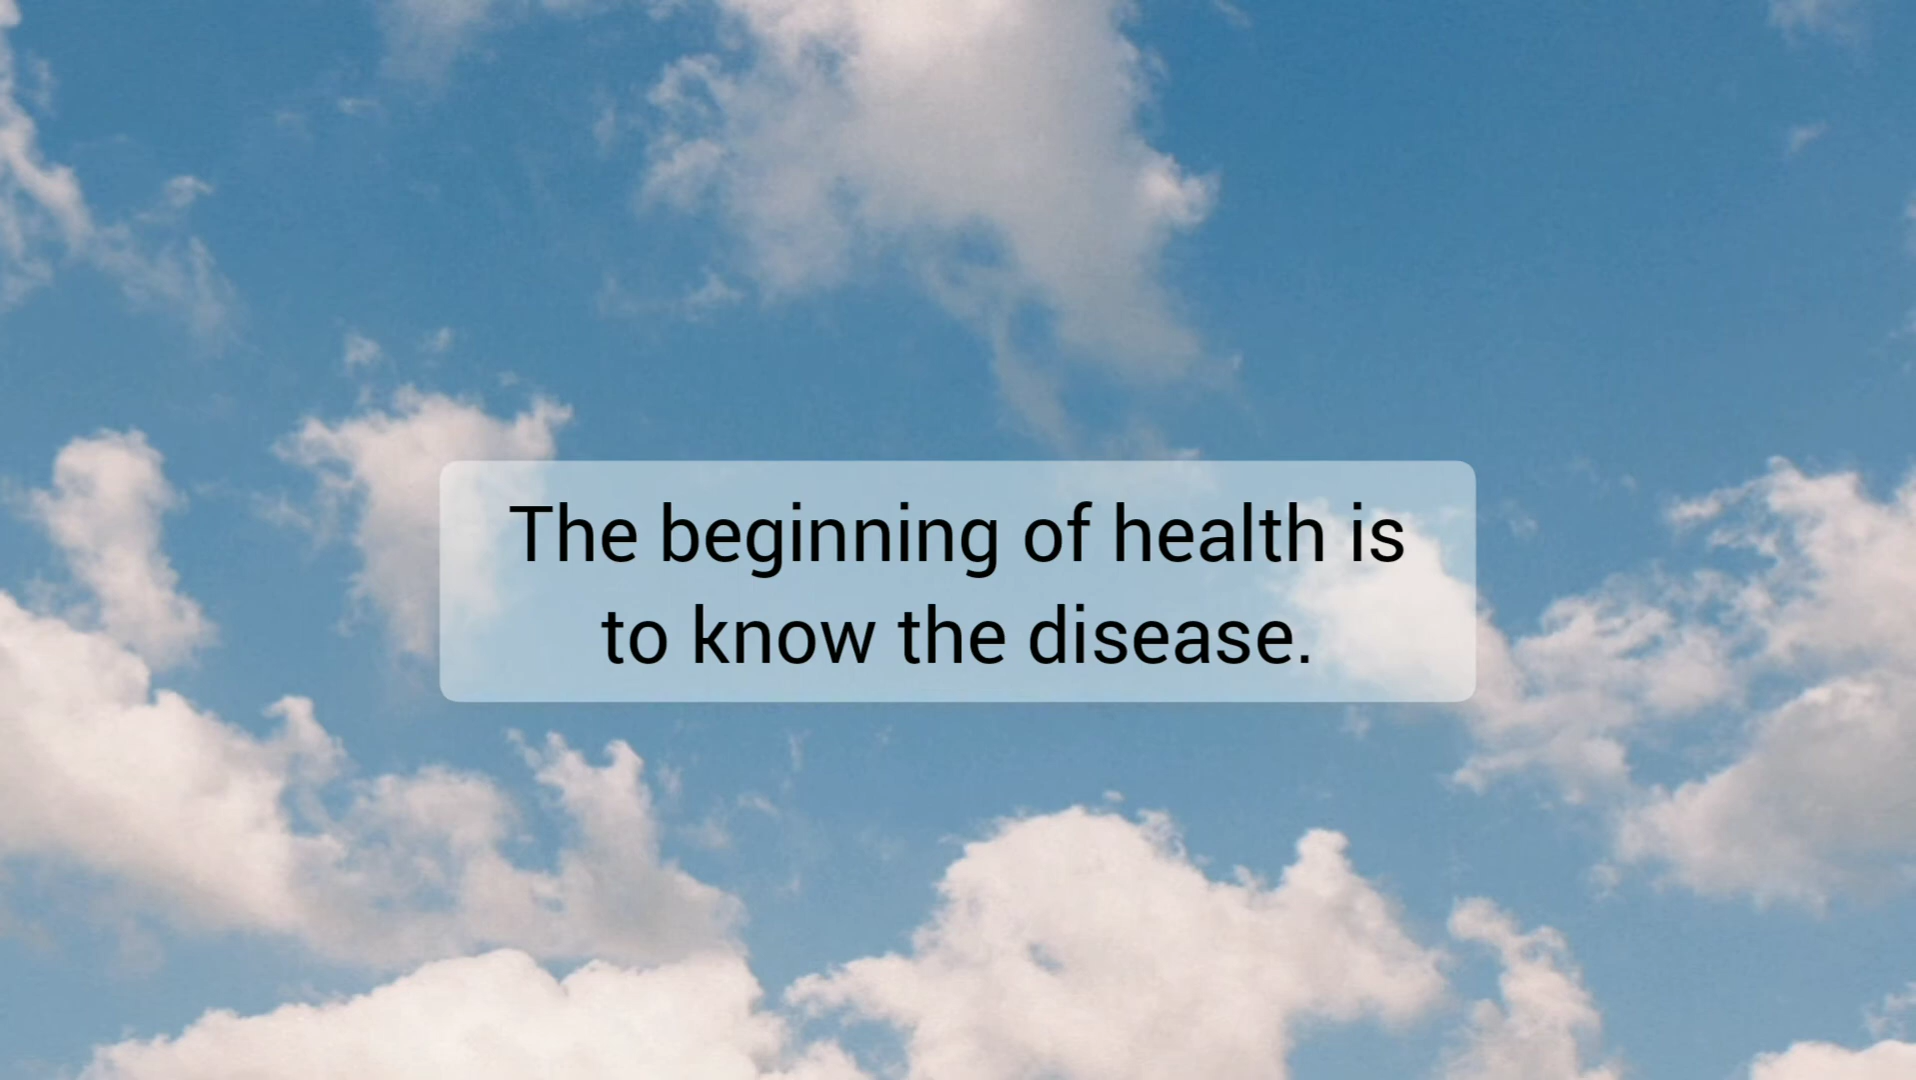 The beginning of health is
to know the disease.